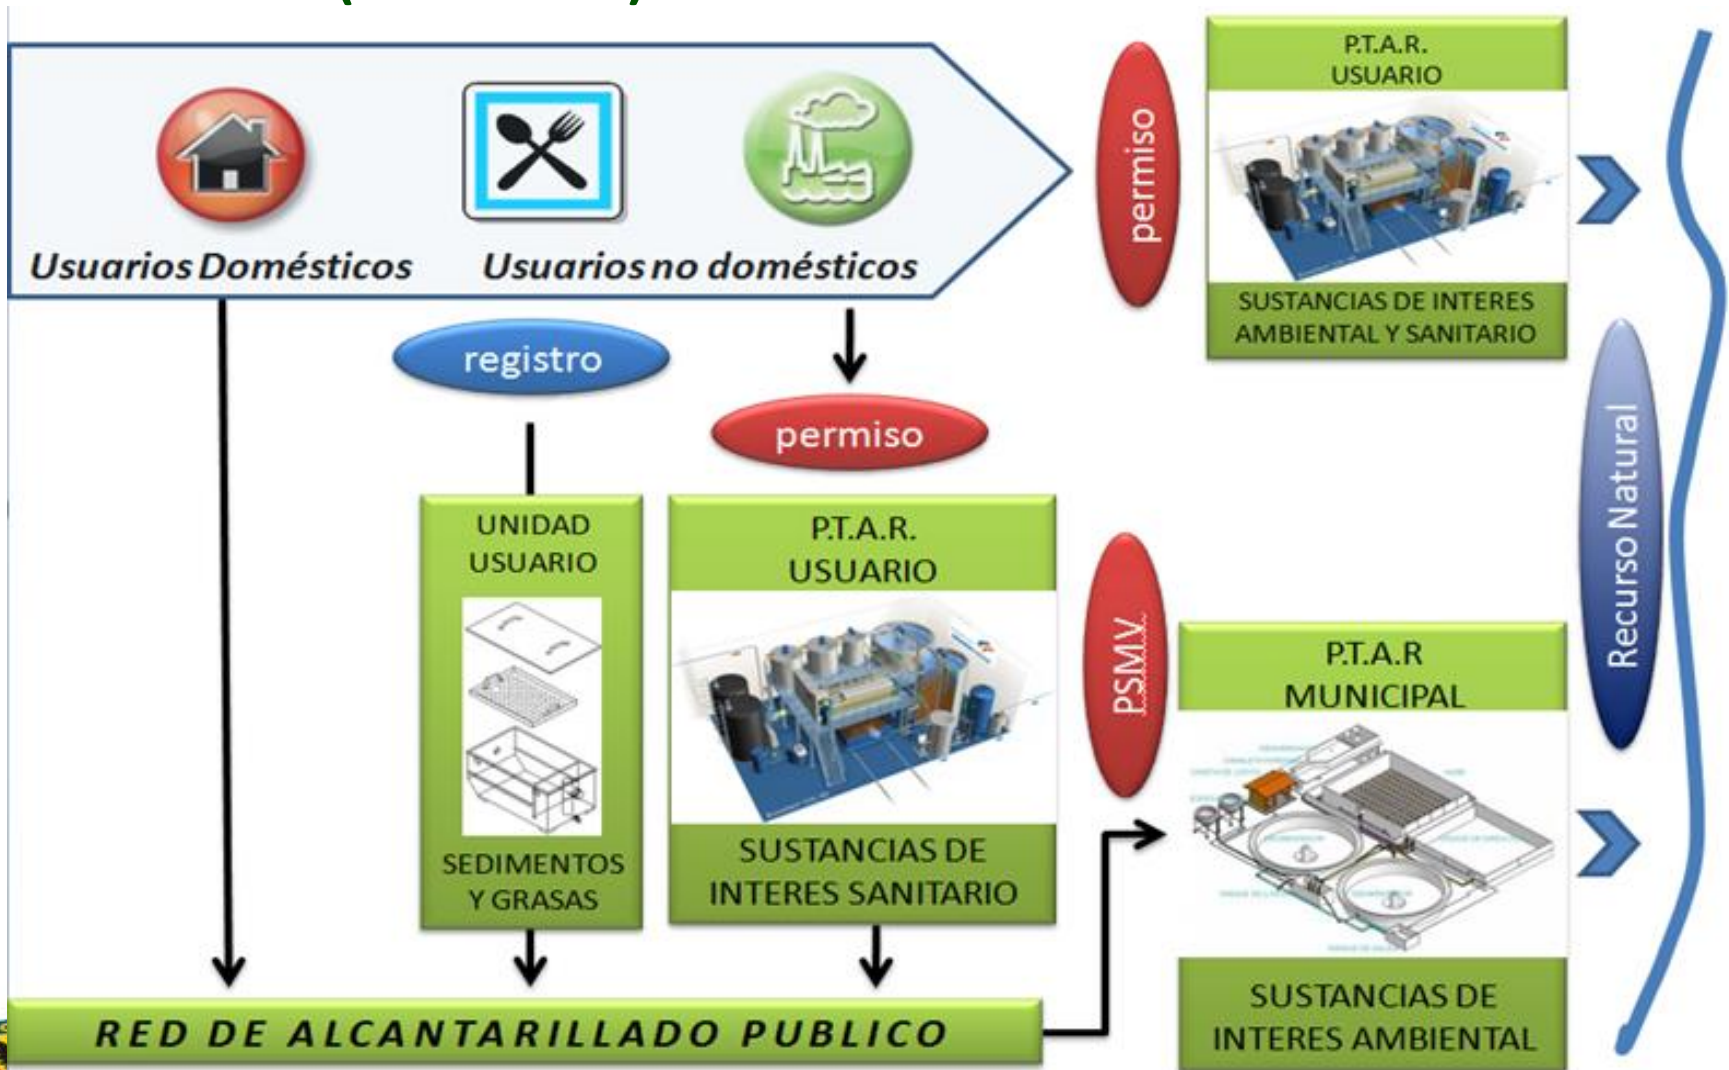 Usuarios Domésticos
Usuarios no domésticos
permiso
P.T.A.R.
USUARIO
SUSTANCIAS DE INTERES
AMBIENTAL Y SANITARIO
registro
permiso
Recurso Natural
UNIDAD
USUARIO
SEDIMENTOS
Y GRASAS
P.T.A.R.
USUARIO
SUSTANCIAS DE
INTERES SANITARIO
PSMV
P.T.A.R
MUNICIPAL
SUSTANCIAS DE
INTERES AMBIENTAL
RED DE ALCANTARILLADO PUBLICO